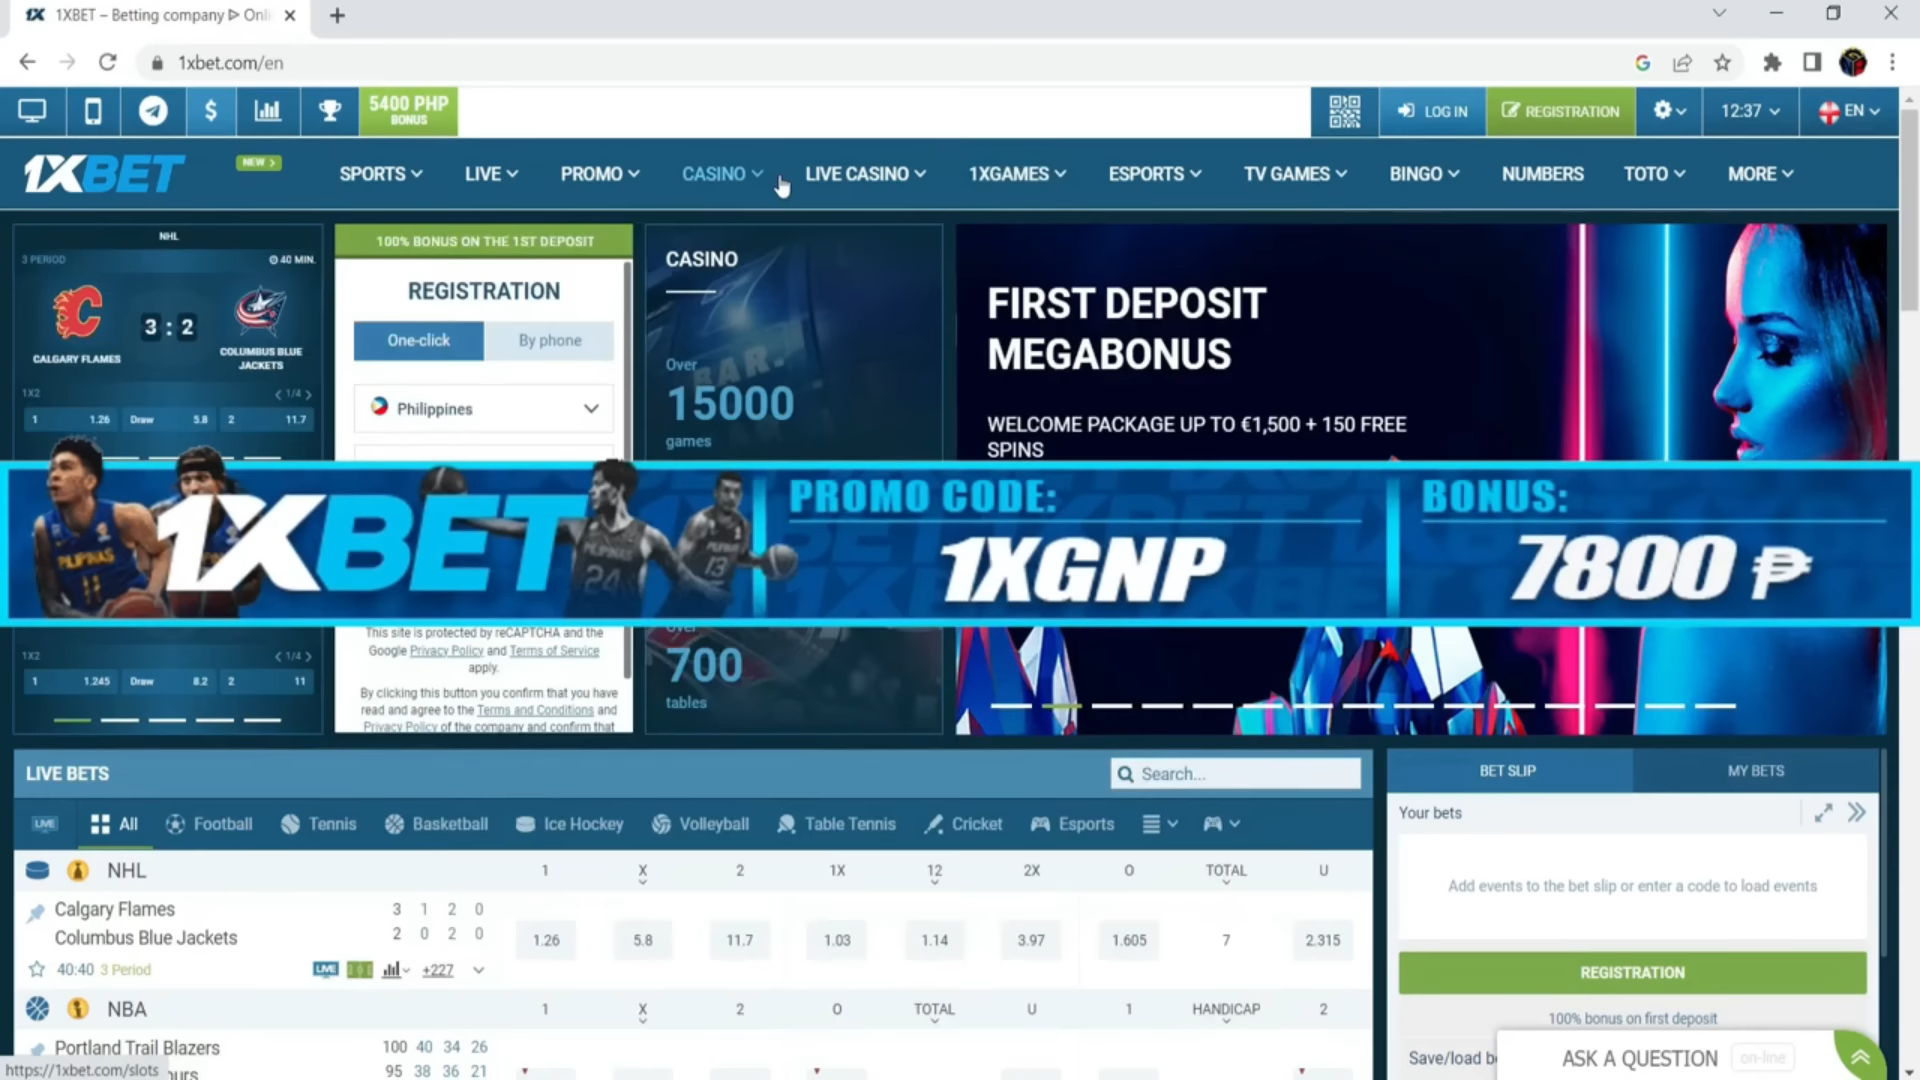 1XBET – Betting company ᐅ Onli
1xbet.com/en
5400 PHP
BONUS
LOG IN
REGISTRATION
12:37
EN
1XBET
NEW >
SPORTS
LIVE
PROMO
CASINO
LIVE CASINO
1XGAMES
ESPORTS
TV GAMES
BINGO
NUMBERS
TOTO
MORE
NHL
3 PERIOD
40 MIN.
3 : 2
CALGARY FLAMES
COLUMBUS BLUE
JACKETS
1X2
1/4
1 1.26 Draw 5.8 2 11.7
100% BONUS ON THE 1ST DEPOSIT
REGISTRATION
One-click
By phone
Philippines
CASINO
Over
15000
games
FIRST DEPOSIT
MEGABONUS
WELCOME PACKAGE UP TO €1,500 + 150 FREE
SPINS
PILIPINAS
11
1XBET
PILIPINAS
24
PILIPINAS
13
PROMO CODE:
1XGNP
BONUS:
7800 ₱
1X2
1/4
1 1.245 Draw 8.2 2 11
This site is protected by reCAPTCHA and the
Google Privacy Policy and Terms of Service
apply.
By clicking this button you confirm that you have
read and agree to the Terms and Conditions and
Privacy Policy of the company and confirm that
Over
700
tables
LIVE BETS
Search...
LIVE
All
Football
Tennis
Basketball
Ice Hockey
Volleyball
Table Tennis
Cricket
Esports
NHL 1 X 2 1X 12 2X O TOTAL U
Calgary Flames 3 1 2 0
Columbus Blue Jackets 2 0 2 0
1.26 5.8 11.7 1.03 1.14 3.97 1.605 7 2.315
40:40 3 Period
LIVE
+227
NBA 1 X 2 O TOTAL U 1 HANDICAP 2
Portland Trail Blazers 100 40 34 26
95 38 36 21
https://1xbet.com/slots
BET SLIP
MY BETS
Your bets
Add events to the bet slip or enter a code to load events
REGISTRATION
100% bonus on first deposit
Save/load
ASK A QUESTION
on-line